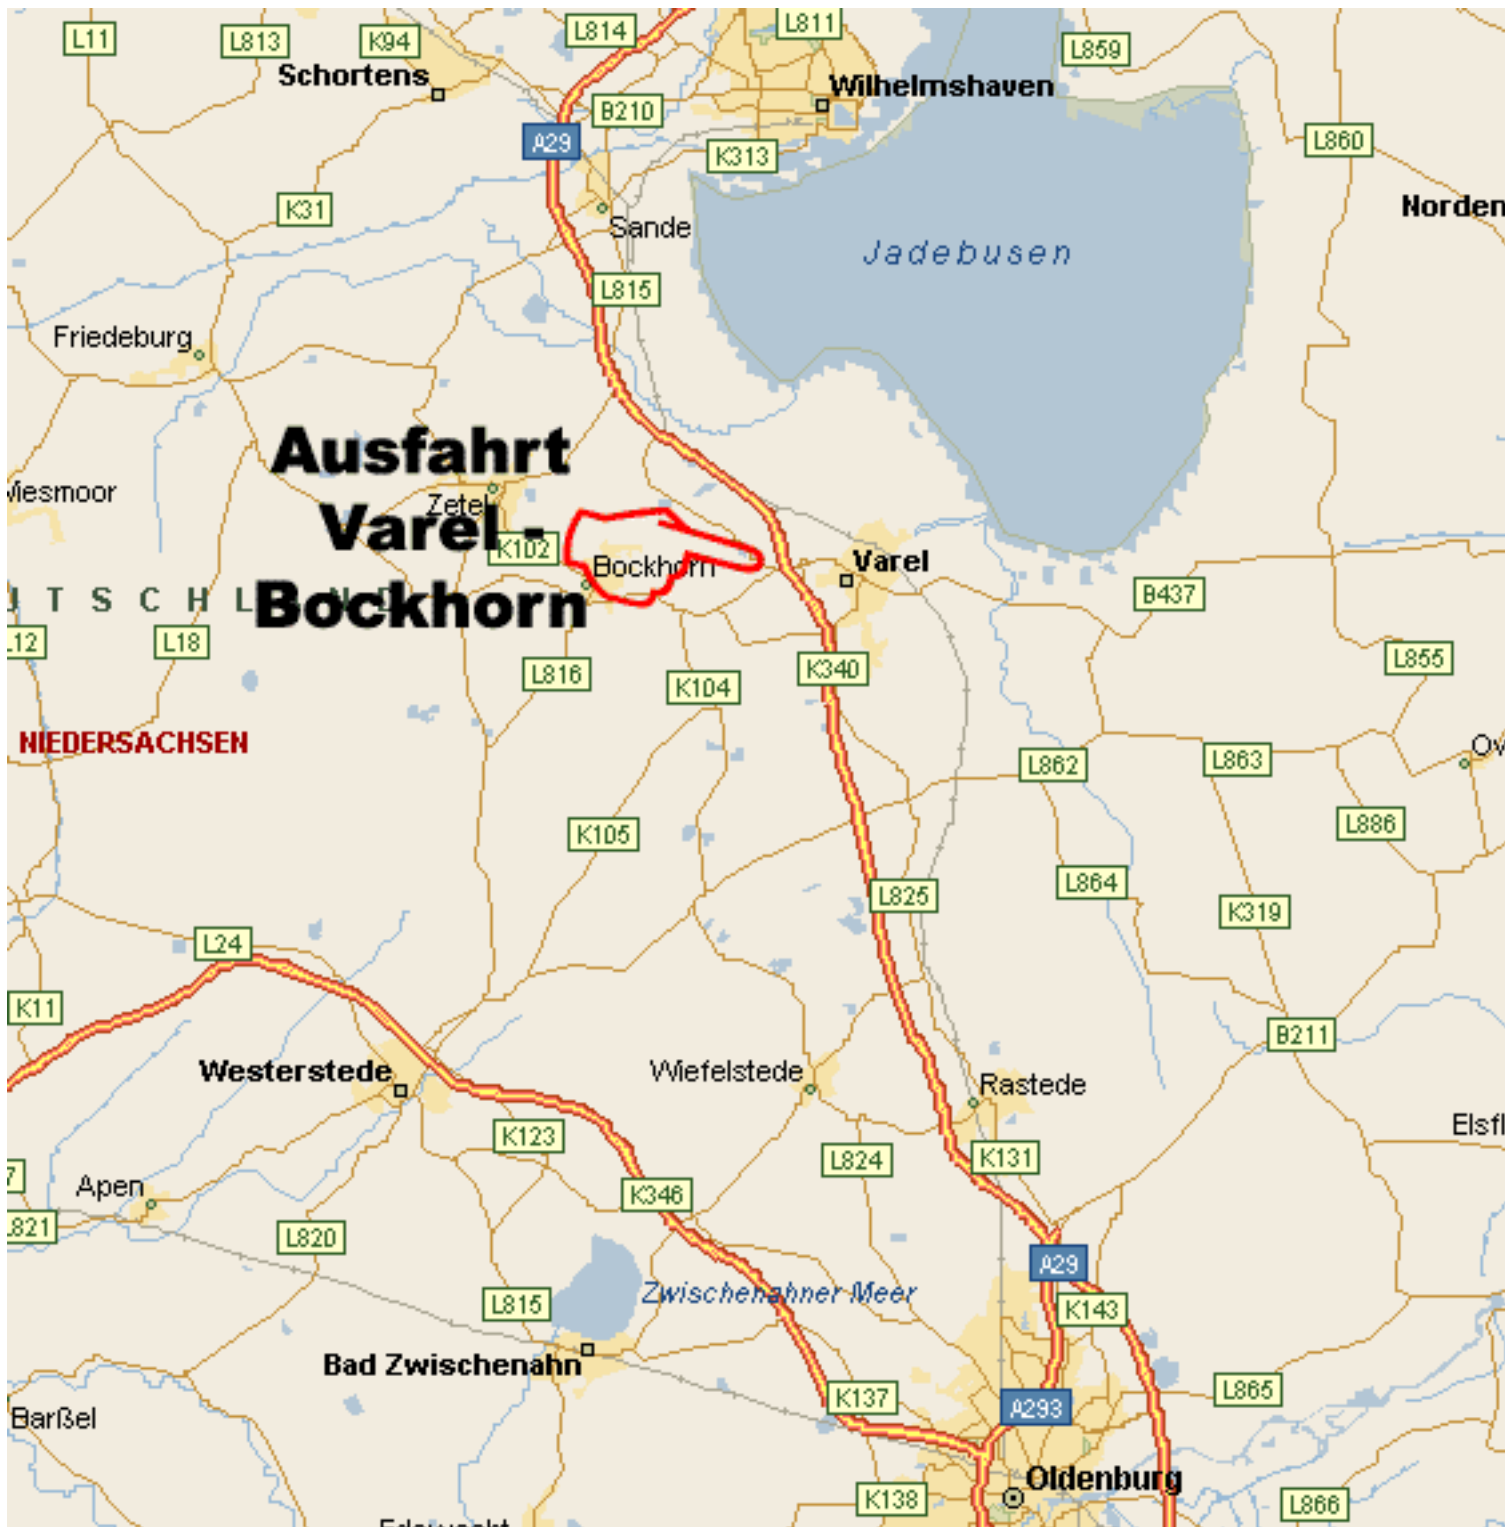 L11
L813
K94
L814
L811
L859
Schortens
Wilhelmshaven
B210
A29
K313
L860
K31
Norden
Sande
Jadebusen
L815
Friedeburg
Ausfahrt
Varel -
Bockhorn
Zetel
K102
Bockhorn
Varel
B437
L12
L18
L816
K104
K340
L855
NIEDERSACHSEN
L862
L863
Ov
K105
L886
L825
L864
K319
L24
K11
B211
Westerstede
Wiefelstede
Rastede
K123
Elsfl
L824
K131
Apen
K346
L821
L820
A29
L815
Zwischenahner Meer
K143
Bad Zwischenahn
K137
L865
A293
Barßel
Oldenburg
K138
L866